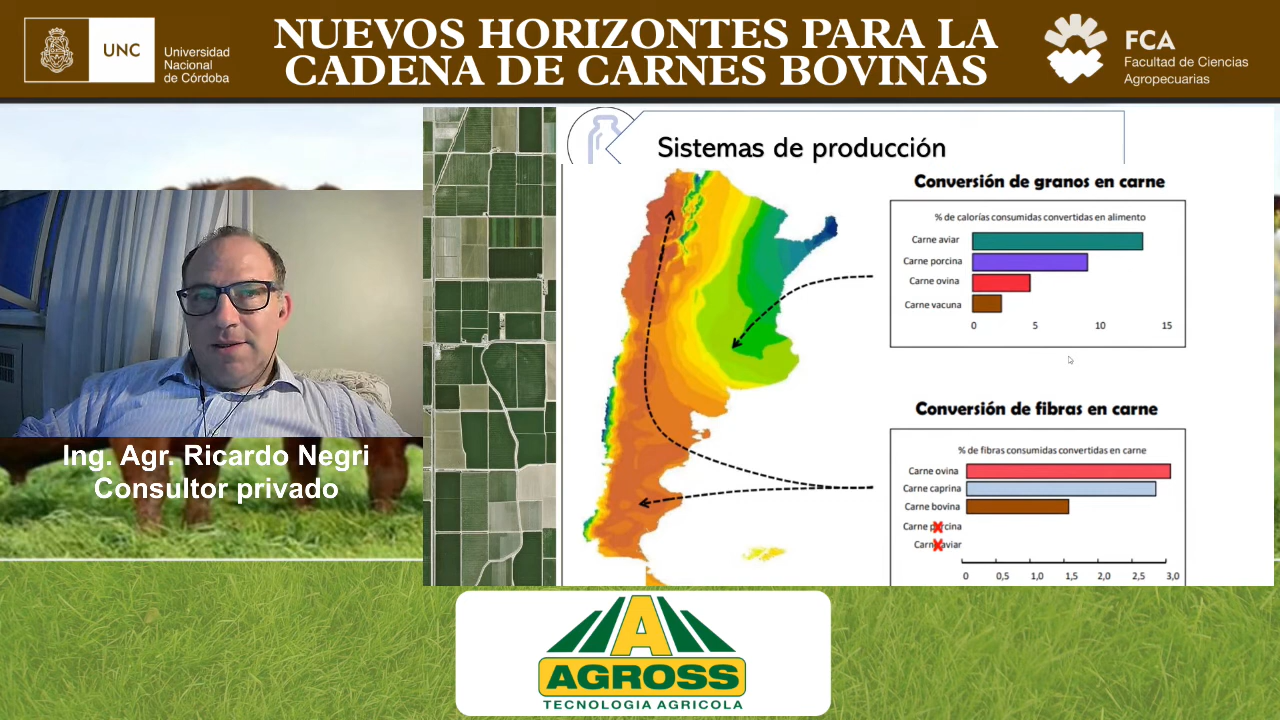 UNC
Universidad
Nacional
de Córdoba
NUEVOS HORIZONTES PARA LA
CADENA DE CARNES BOVINAS
FCA
Facultad de Ciencias
Agropecuarias
Sistemas de producción
Conversión de granos en carne
% de calorías consumidas convertidas en alimento
Carne aviar
Carne porcina
Carne ovina
Carne vacuna
0 5 10 15
Conversión de fibras en carne
% de fibras consumidas convertidas en carne
Carne ovina
Carne caprina
Carne bovina
Carne porcina
Carne aviar
0 0,5 1,0 1,5 2,0 2,5 3,0
Ing. Agr. Ricardo Negri
Consultor privado
A
AGROSS
TECNOLOGIA AGRICOLA